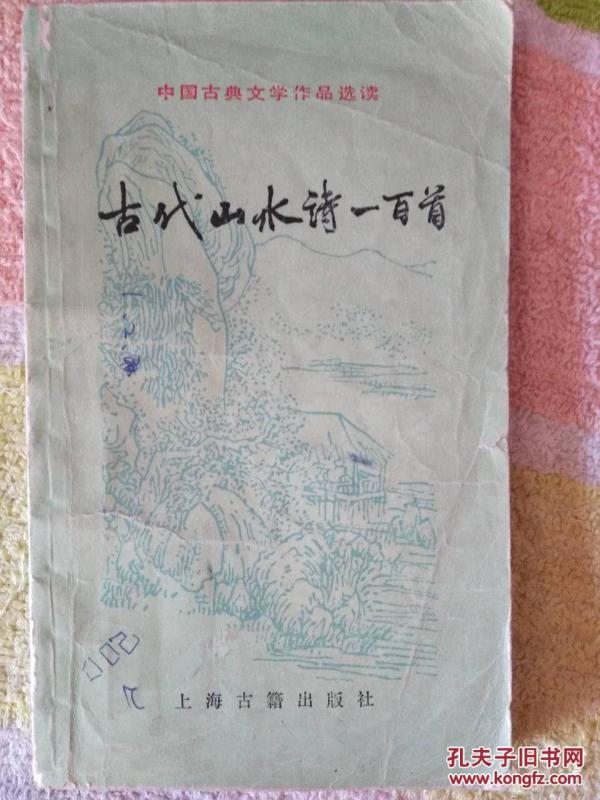 中国古典文学作品选读
古代山水诗一百首
上海古籍出版社
孔夫子旧书网
www.kongfz.com